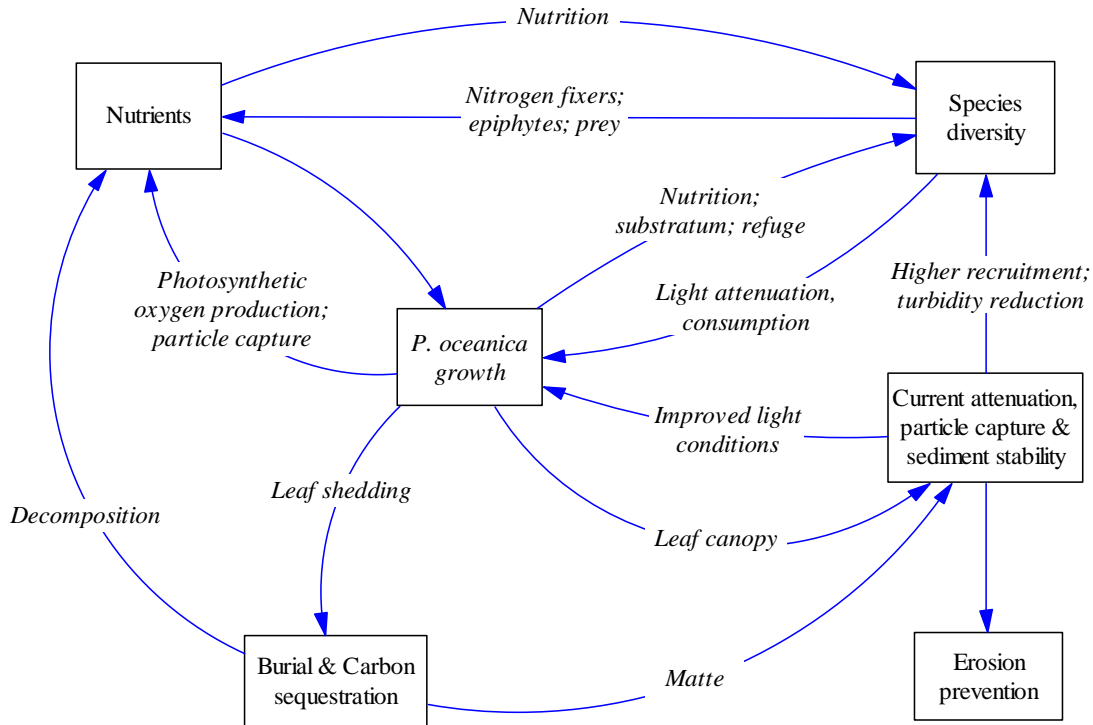 Nutrition
Nutrients
Nitrogen fixers;
epiphytes; prey
Species
diversity
Nutrition;
substratum; refuge
Photosynthetic
oxygen production;
particle capture
Light attenuation,
consumption
Higher recruitment;
turbidity reduction
P. oceanica
growth
Improved light
conditions
Current attenuation,
particle capture &
sediment stability
Leaf shedding
Decomposition
Leaf canopy
Burial & Carbon
sequestration
Matte
Erosion
prevention